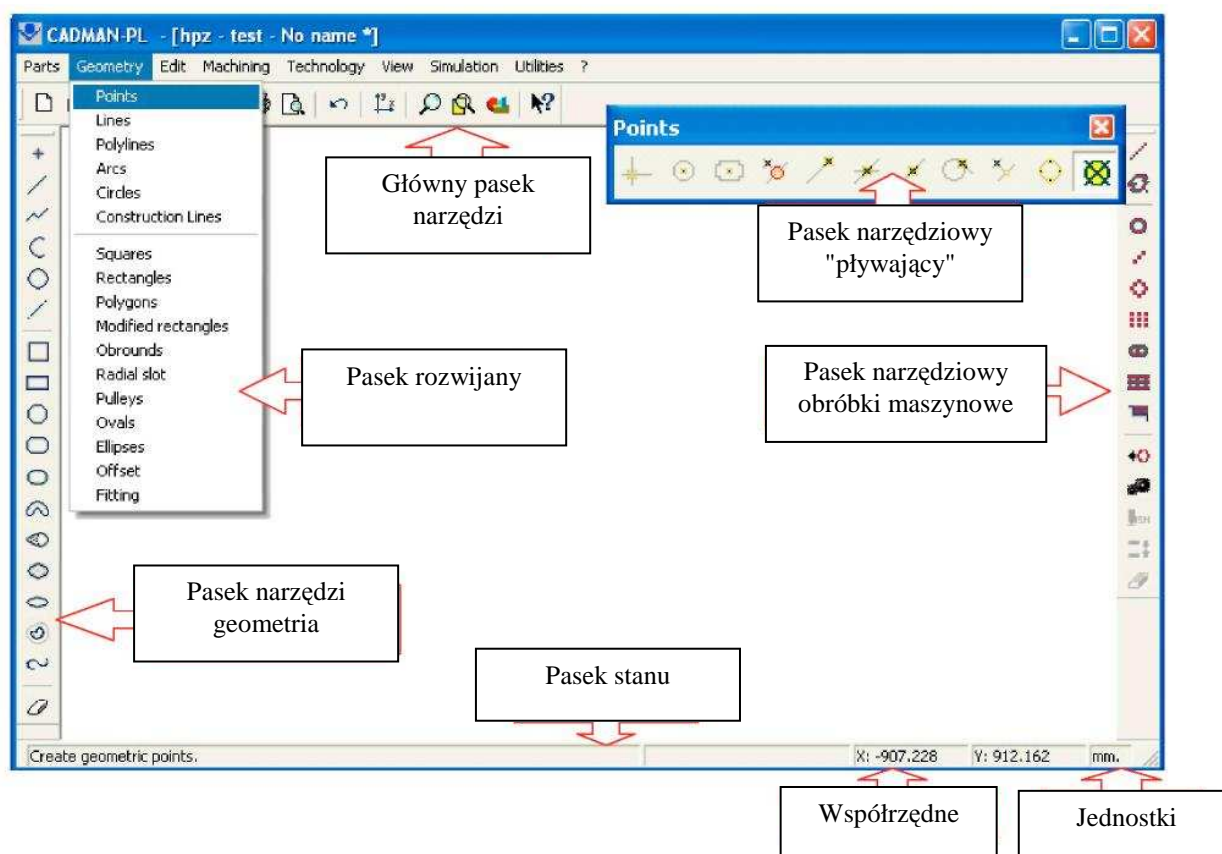 CADMAN-PL - [hpz - test - No name *]
Parts Geometry Edit Machining Technology View Simulation Utilities ?
Points
Lines
Polylines
Arcs
Circles
Construction Lines
Squares
Rectangles
Polygons
Modified rectangles
Obrounds
Radial slot
Pulleys
Ovals
Ellipses
Offset
Fitting
Główny pasek
narzędzi
Points
Pasek narzędziowy
"pływający"
Pasek rozwijany
Pasek narzędziowy
obróbki maszynowe
Pasek narzędzi
geometria
Pasek stanu
Create geometric points.
X: -907.228 Y: 912.162 mm.
Współrzędne
Jednostki